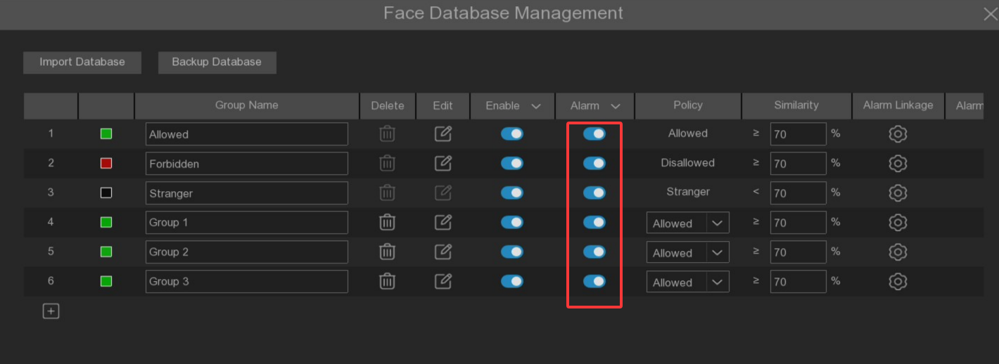 Face Database Management
Import Database Backup Database
Group Name Delete Edit Enable Alarm Policy Similarity Alarm Linkage Alarm
1 Allowed Allowed ≥ 70 %
2 Forbidden Disallowed ≥ 70 %
3 Stranger Stranger < 70 %
4 Group 1 Allowed ≥ 70 %
5 Group 2 Allowed ≥ 70 %
6 Group 3 Allowed ≥ 70 %